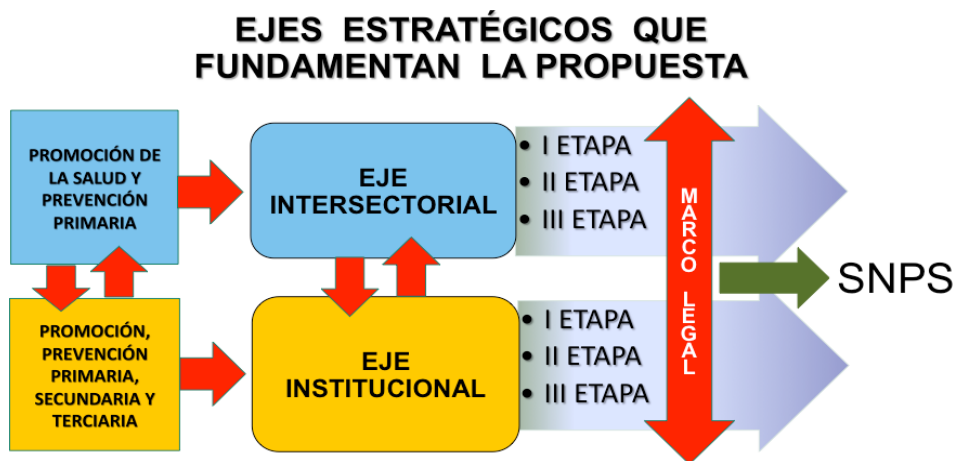 EJES ESTRATÉGICOS QUE
FUNDAMENTAN LA PROPUESTA
PROMOCIÓN DE
LA SALUD Y
PREVENCIÓN
PRIMARIA
EJE
INTERSECTORIAL
• I ETAPA
• II ETAPA
• III ETAPA
MARCO LEGAL
SNPS
PROMOCIÓN,
PREVENCIÓN
PRIMARIA,
SECUNDARIA Y
TERCIARIA
EJE
INSTITUCIONAL
• I ETAPA
• II ETAPA
• III ETAPA